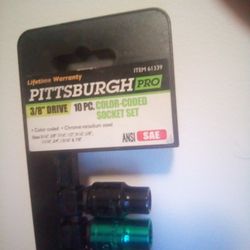 Lifetime Warranty
ITEM 61339
PITTSBURGH PRO
3/8" DRIVE
10 PC. COLOR-CODED
SOCKET SET
• Color coded • Chrome vanadium steel
ANSI SAE